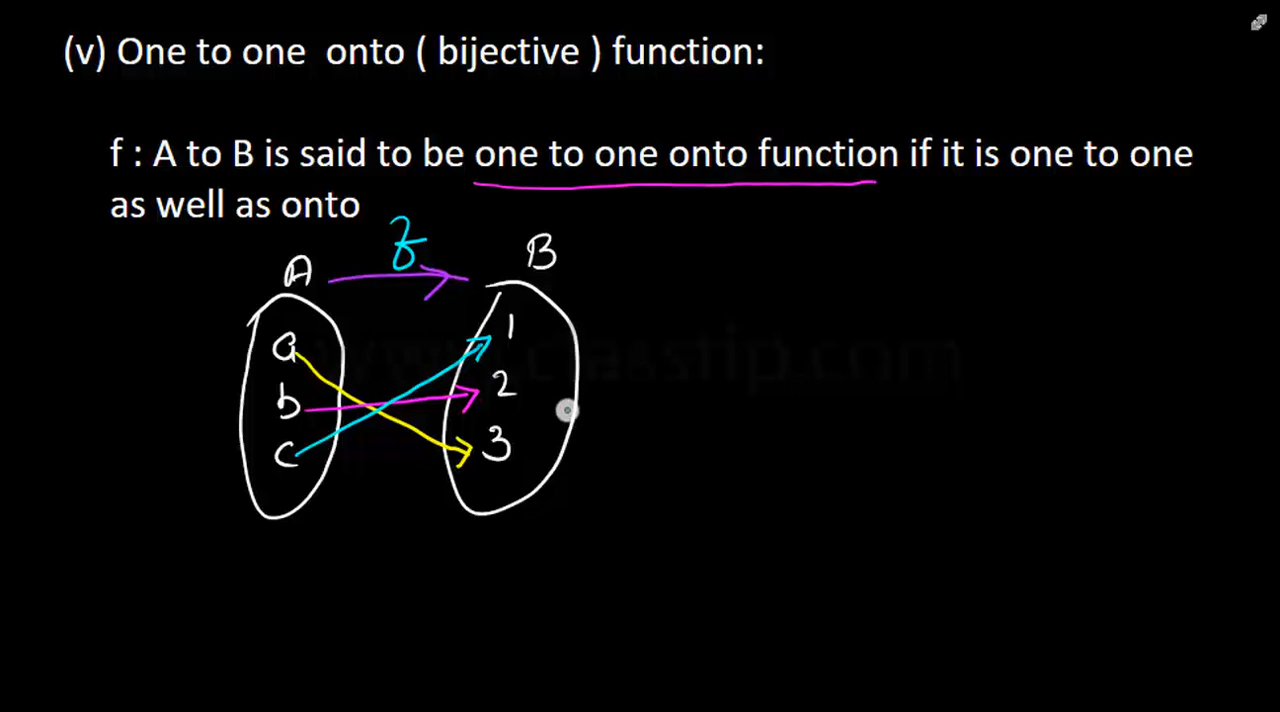 (v) One to one onto ( bijective ) function:
f : A to B is said to be one to one onto function if it is one to one
as well as onto
f
A B
a 1
b 2
c 3